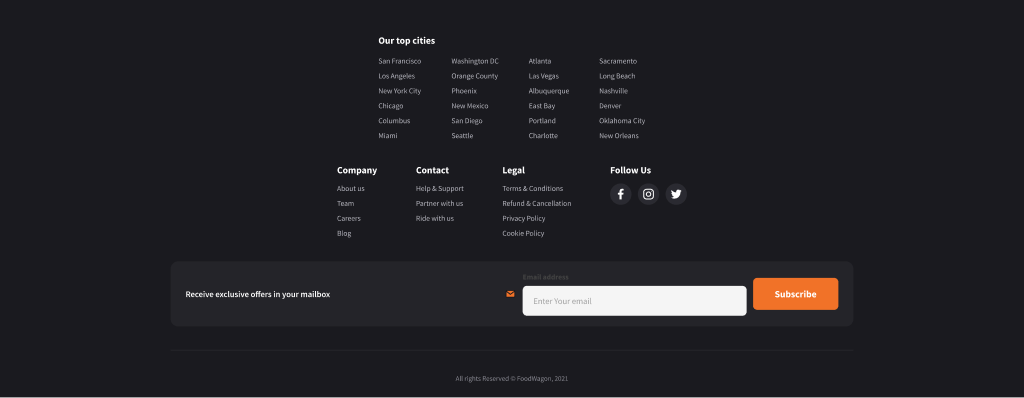 Our top cities
San Francisco Washington DC Atlanta Sacramento
Los Angeles Orange County Las Vegas Long Beach
New York City Phoenix Albuquerque Nashville
Chicago New Mexico East Bay Denver
Columbus San Diego Portland Oklahoma City
Miami Seattle Charlotte New Orleans
Company Contact Legal Follow Us
About us Help & Support Terms & Conditions
Team Partner with us Refund & Cancellation
Careers Ride with us Privacy Policy
Blog Cookie Policy
Email address
Receive exclusive offers in your mailbox Enter Your email Subscribe
All rights Reserved © FoodWagon, 2021